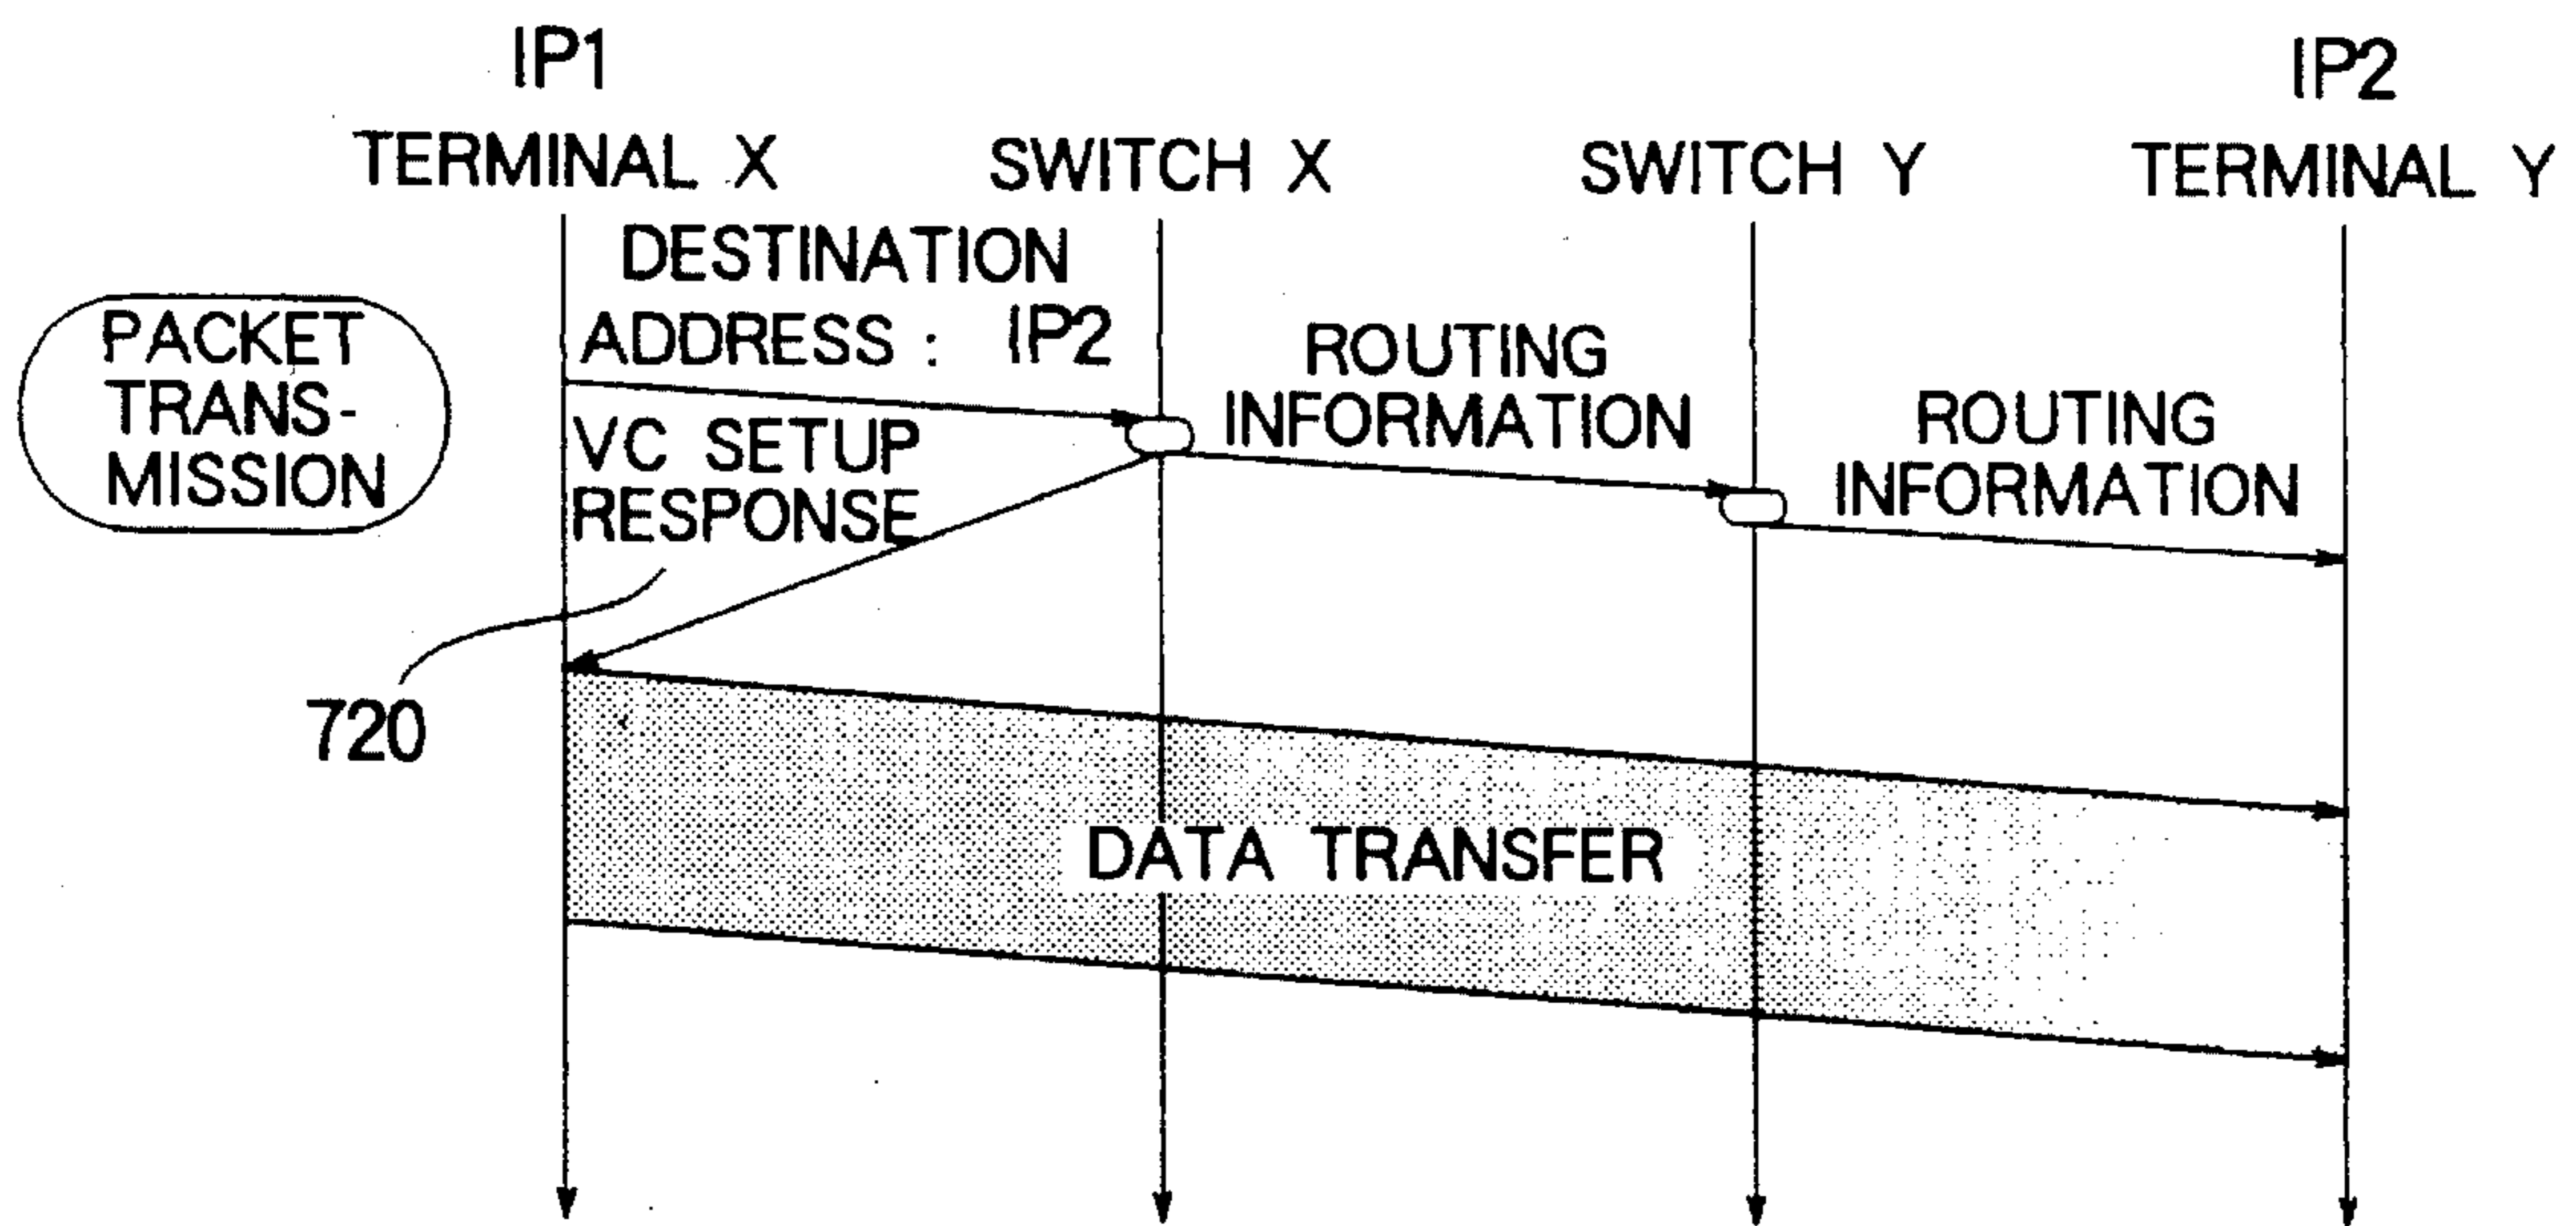 IP1
IP2
TERMINAL X
SWITCH X
SWITCH Y
TERMINAL Y
DESTINATION
ADDRESS : IP2
PACKET
TRANS-
MISSION
ROUTING
INFORMATION
ROUTING
INFORMATION
VC SETUP
RESPONSE
720
DATA TRANSFER